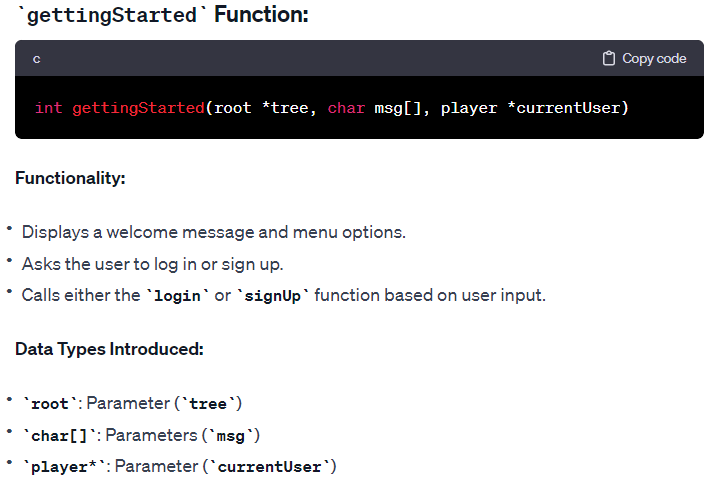 `gettingStarted` Function:
c
Copy code
int gettingStarted(root *tree, char msg[], player *currentUser)
Functionality:
• Displays a welcome message and menu options.
• Asks the user to log in or sign up.
• Calls either the `login` or `signUp` function based on user input.
Data Types Introduced:
• `root`: Parameter (`tree`)
• `char[]`: Parameters (`msg`)
• `player*`: Parameter (`currentUser`)